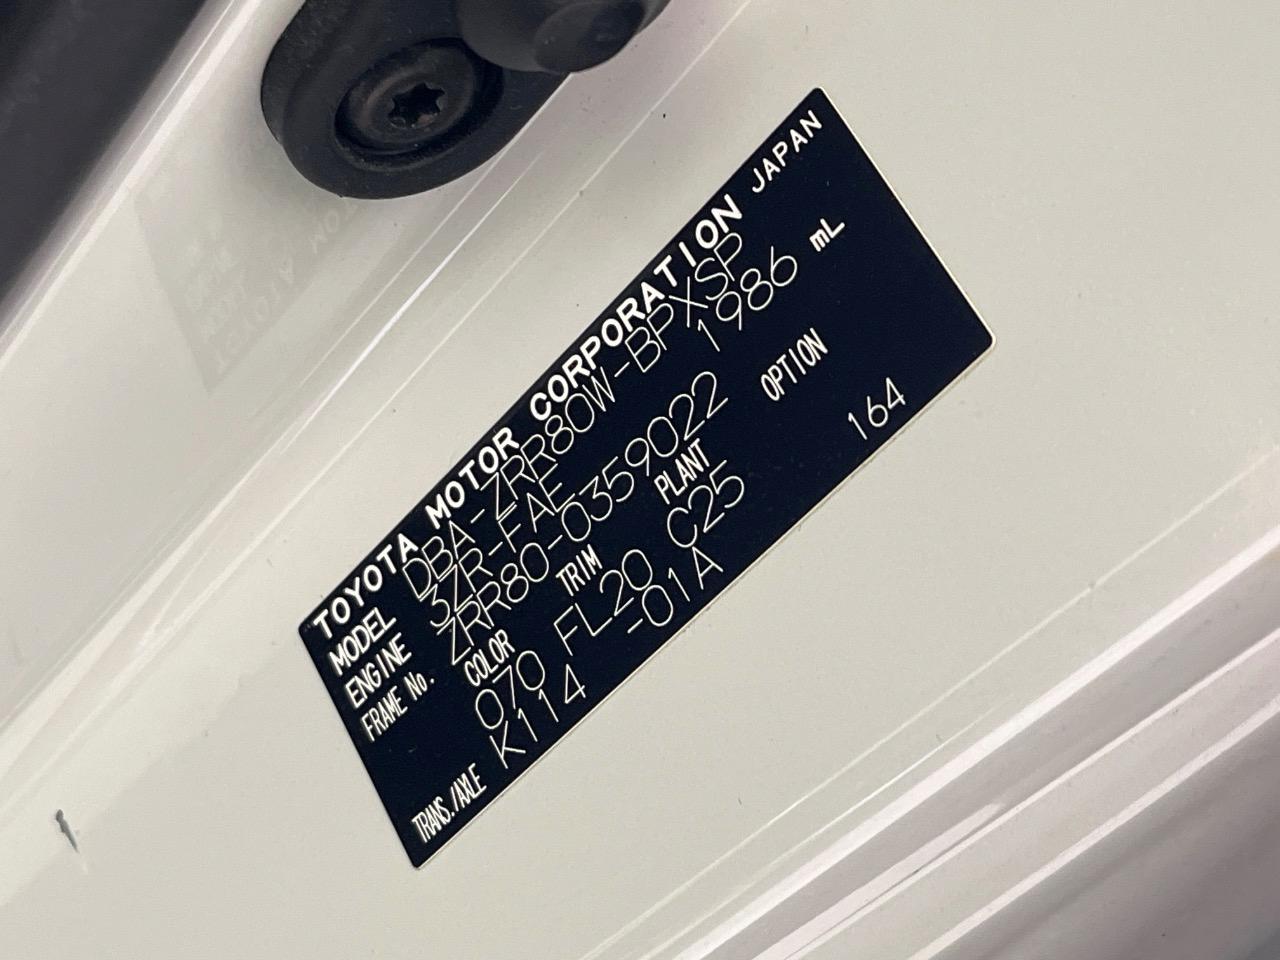 TOYOTA MOTOR CORPORATION JAPAN
MODEL DBA-ZRR80W-BPXSP
ENGINE 3ZR-FAE 1986 mL
FRAME No. ZRR80-0359022
COLOR TRIM PLANT OPTION
070 FL20 C25
TRANS./AXLE K114 -01A 164